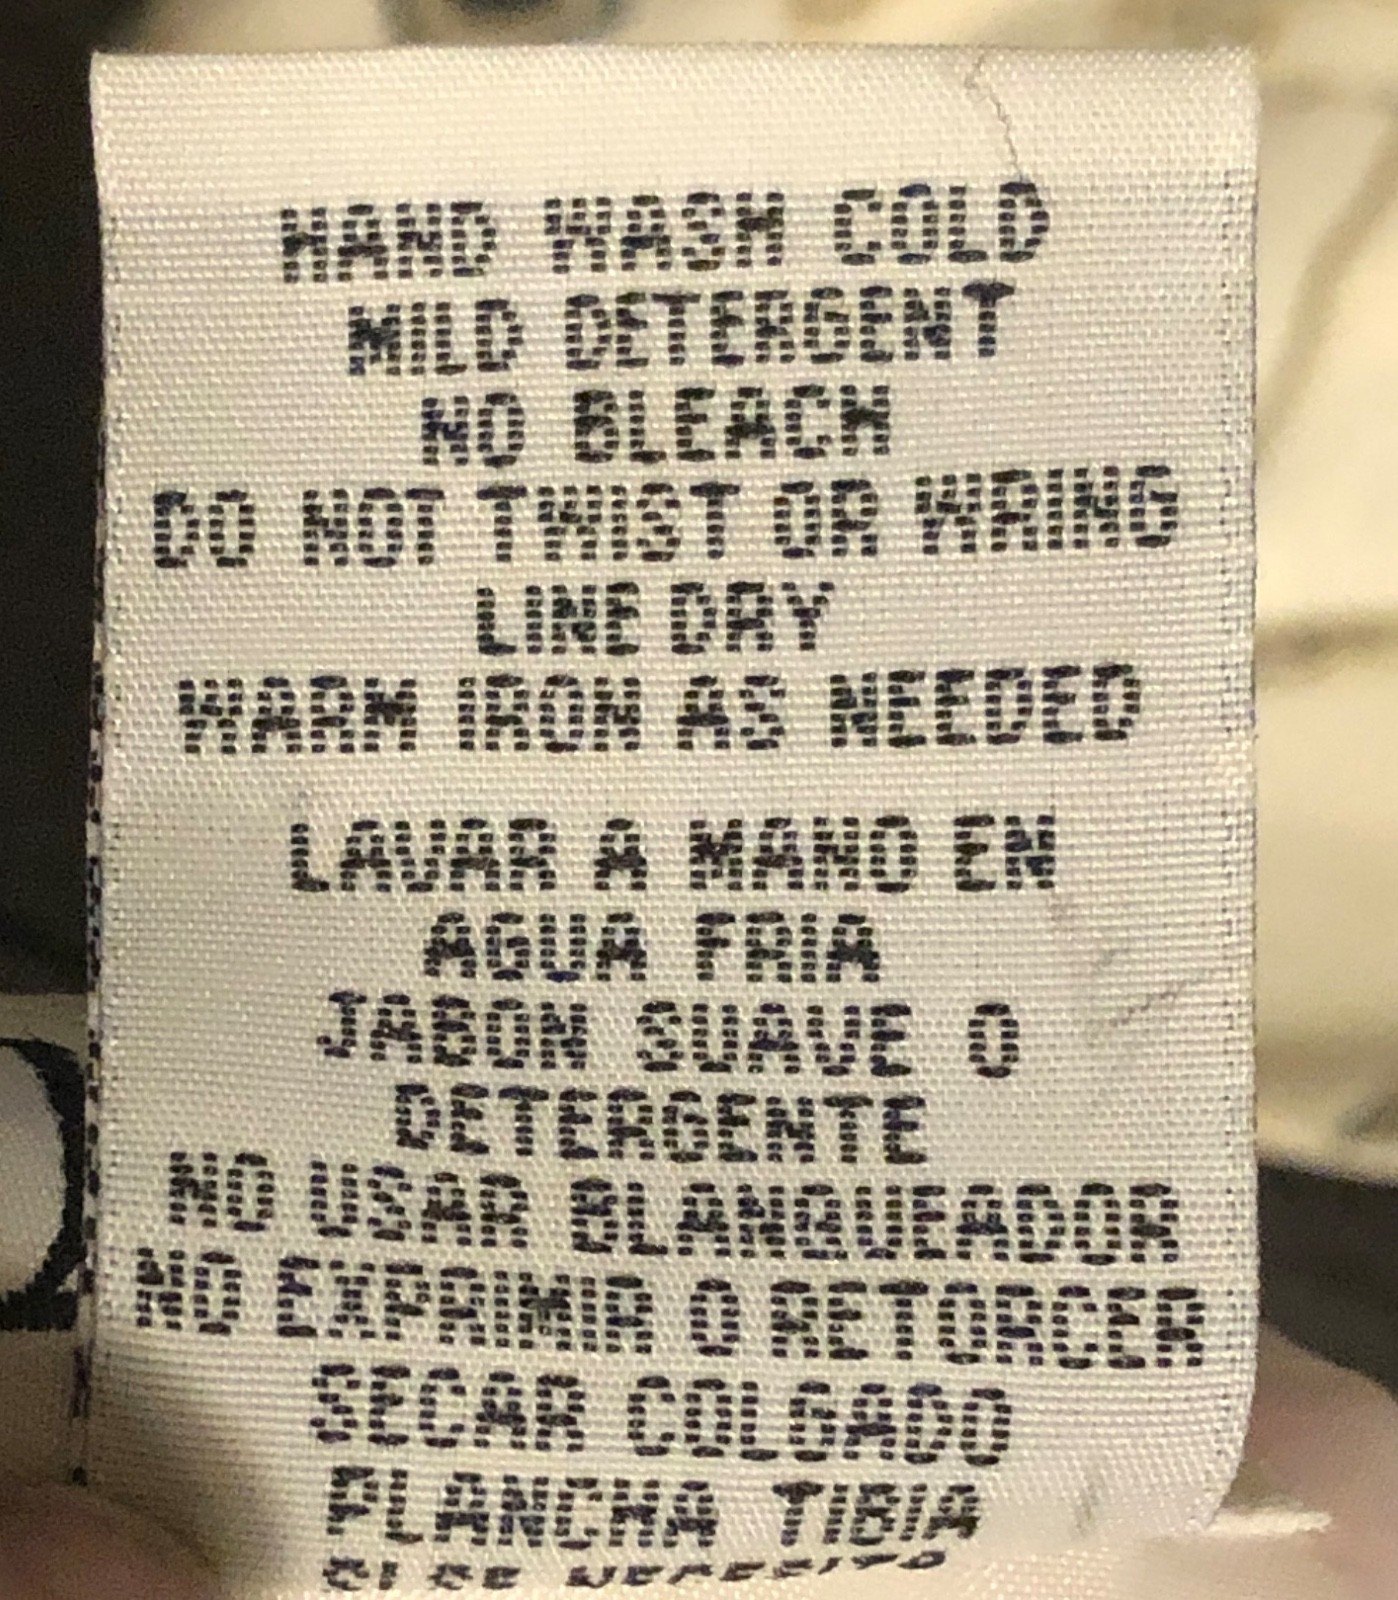 HAND WASH COLD
MILD DETERGENT
NO BLEACH
DO NOT TWIST OR WRING
LINE DRY
WARM IRON AS NEEDED
LAVAR A MANO EN
AGUA FRIA
JABON SUAVE O
DETERGENTE
NO USAR BLANQUEADOR
NO EXPRIMIR O RETORCER
SECAR COLGADO
PLANCHA TIBIA